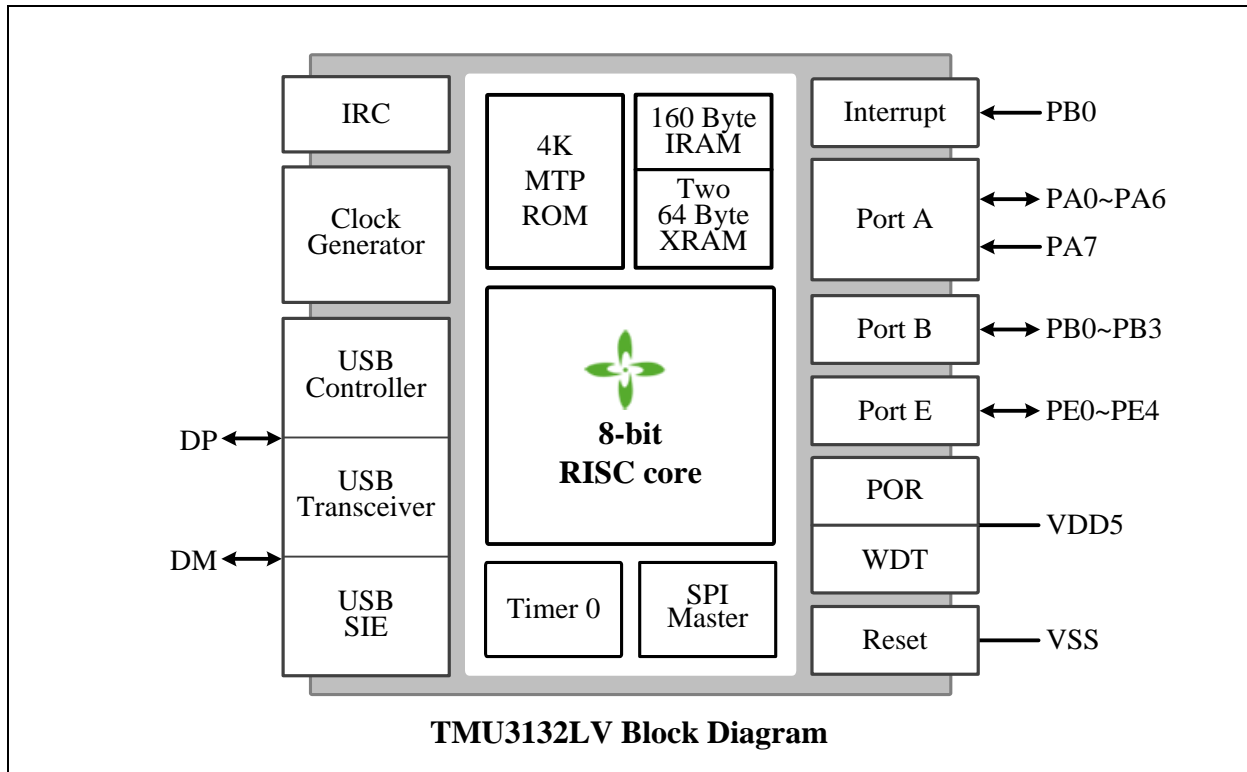 IRC
Clock
Generator
USB
Controller
USB
Transceiver
USB
SIE
DP
DM
4K
MTP
ROM
160 Byte
IRAM
Two
64 Byte
XRAM
8-bit
RISC core
Timer 0
SPI
Master
Interrupt
PB0
Port A
PA0~PA6
PA7
Port B
PB0~PB3
Port E
PE0~PE4
POR
WDT
VDD5
Reset
VSS
TMU3132LV Block Diagram